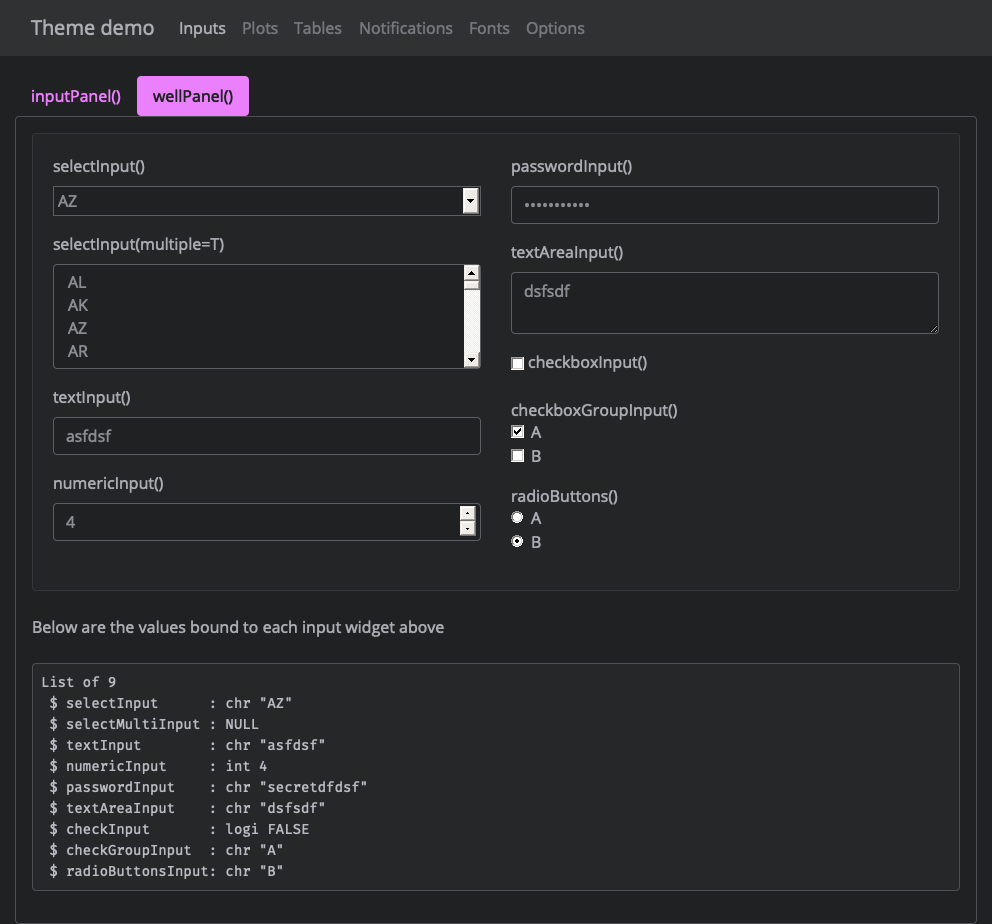 Theme demo Inputs Plots Tables Notifications Fonts Options
inputPanel() wellPanel()
selectInput()
AZ
selectInput(multiple=T)
AL
AK
AZ
AR
textInput()
asfdsf
numericInput()
4
passwordInput()
•••••••••••
textAreaInput()
dsfsdf
checkboxInput()
checkboxGroupInput()
A
B
radioButtons()
A
B
Below are the values bound to each input widget above
List of 9
 $ selectInput      : chr "AZ"
 $ selectMultiInput : NULL
 $ textInput        : chr "asfdsf"
 $ numericInput     : int 4
 $ passwordInput    : chr "secretdfdsf"
 $ textAreaInput    : chr "dsfsdf"
 $ checkInput       : logi FALSE
 $ checkGroupInput  : chr "A"
 $ radioButtonsInput: chr "B"